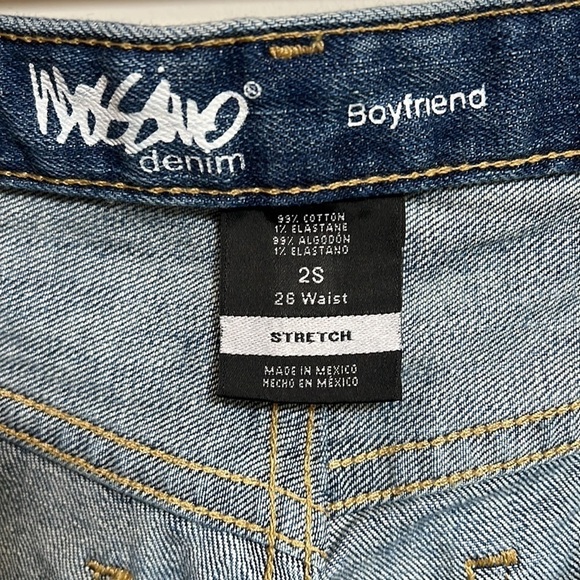 MOSSIMO®
denim
Boyfriend
99% COTTON
1% ELASTANE
99% ALGODÓN
1% ELASTANO
2S
26 Waist
STRETCH
MADE IN MEXICO
HECHO EN MÉXICO